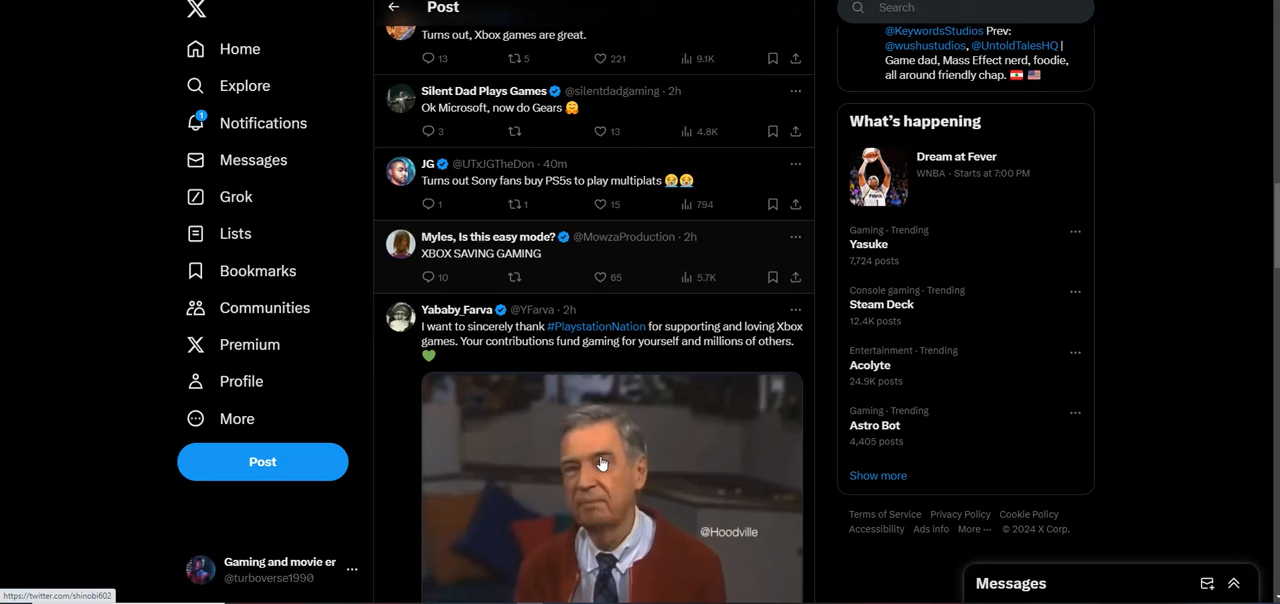 Home
Explore
1
Notifications
Messages
Grok
Lists
Bookmarks
Communities
Premium
Profile
More
Post
Gaming and movie er
@turboverse1990
https://twitter.com/shinobi602
Post
Turns out, Xbox games are great.
13 5 221 9.1K
Silent Dad Plays Games @silentdadgaming · 2h
Ok Microsoft, now do Gears 🤗
3 13 4.8K
JG @UTxJGTheDon · 40m
Turns out Sony fans buy PS5s to play multiplats 😭😭
1 1 15 794
Myles, Is this easy mode? @MowzaProduction · 2h
XBOX SAVING GAMING
10 65 5.7K
Yababy_Farva @YFarva · 2h
I want to sincerely thank #PlaystationNation for supporting and loving Xbox
games. Your contributions fund gaming for yourself and millions of others.
💚
@Hoodville
Search
@KeywordsStudios Prev:
@wushustudios, @UntoldTalesHQ |
Game dad, Mass Effect nerd, foodie,
all around friendly chap. 🇱🇧 🇺🇸
What's happening
Dream at Fever
WNBA · Starts at 7:00 PM
Gaming · Trending
Yasuke
7,724 posts
Console gaming · Trending
Steam Deck
12.4K posts
Entertainment · Trending
Acolyte
24.9K posts
Gaming · Trending
Astro Bot
4,405 posts
Show more
Terms of Service Privacy Policy Cookie Policy
Accessibility Ads info More ··· © 2024 X Corp.
Messages